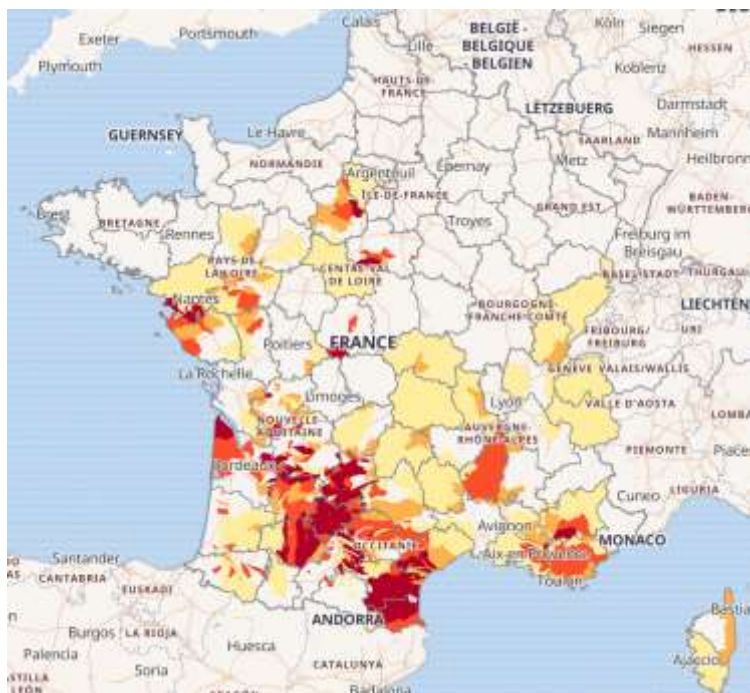 Calais
BELGIË -
BELGIQUE
- BELGIEN
Köln
Siegen
Portsmouth
Exeter
Plymouth
Lille
HESSEN
Koblenz
HAUTS-DE-
FRANCE
LËTZEBUERG
Darmstadt
Mannheim
SAARLAND
GUERNSEY
Le Havre
NORMANDIE
Argenteuil
Épernay
Metz
Heilbronn
ÎLE-DE-FRANCE
BADEN-
WÜRTTEMBERG
Brest
BRETAGNE
Rennes
Troyes
GRAND EST
Freiburg im
Breisgau
PAYS-DE-
LA-LOIRE
CENTRE-VAL
DE LOIRE
BASEL-STADT
THURGAU
Nantes
BOURGOGNE-
FRANCHE-COMTÉ
LIECHTEN
URI
FRIBOURG/
FREIBURG
Poitiers
FRANCE
La Rochelle
GENÈVE
VALAIS/WALLIS
Limoges
Lyon
VALLE D'AOSTA
NOUVELLE-
AQUITAINE
AUVERGNE-
RHÔNE-ALPES
LOMBA
Bordeaux
PIEMONTE
Piace
Cuneo
LIGURIA
Avignon
MONACO
OCCITANIE
Aix-en-Provence
Toulon
Santander
CANTABRIA
EUSKADI
ANDORRA
Bastia
Burgos
LA RIOJA
Huesca
Palencia
Soria
CATALUNYA
Ajaccio
STILLA
LEÓN
Badalona